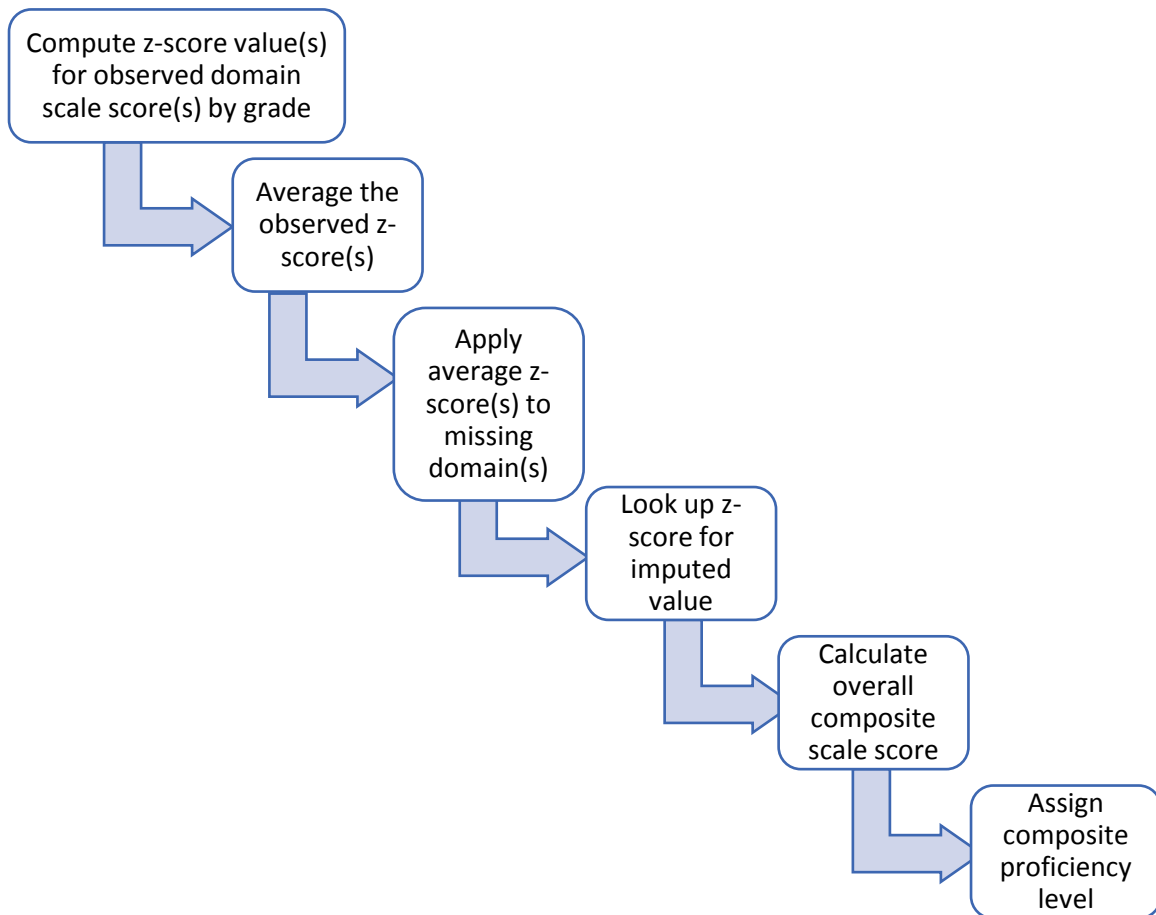 Compute z-score value(s)
for observed domain
scale score(s) by grade
Average the
observed z-
score(s)
Apply
average z-
score(s) to
missing
domain(s)
Look up z-
score for
imputed
value
Calculate
overall
composite
scale score
Assign
composite
proficiency
level